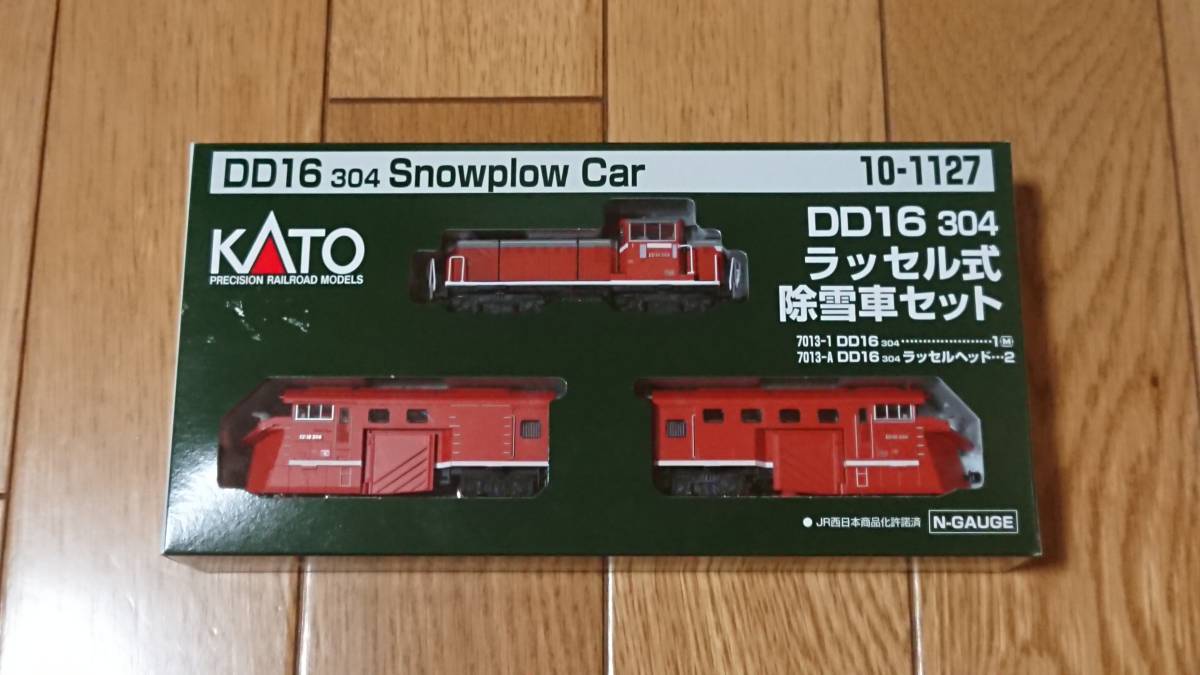 DD16 304 Snowplow Car 10-1127
KATO
PRECISION RAILROAD MODELS
DD16 304
ラッセル式
除雪車セット
7013-1 DD16 304 ‥‥‥‥‥‥‥‥‥‥1Ⓜ
7013-A DD16 304 ラッセルヘッド‥‥2
● JR西日本商品化許諾済
N-GAUGE